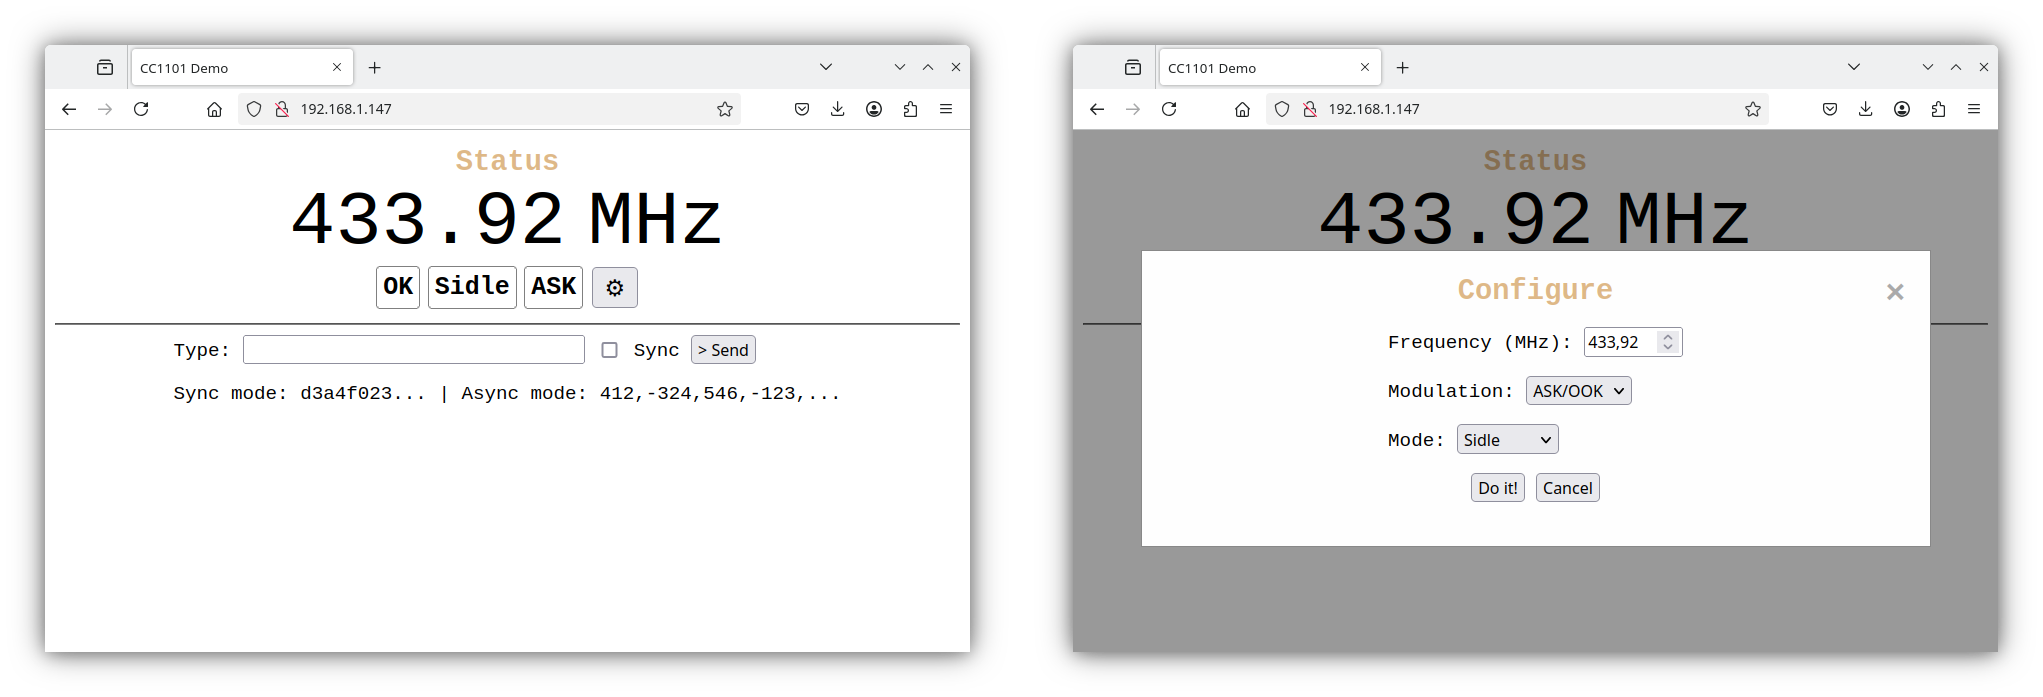 CC1101 Demo
192.168.1.147
Status
433.92 MHz
OK Sidle ASK ⚙
Type: Sync > Send
Sync mode: d3a4f023... | Async mode: 412,-324,546,-123,...
CC1101 Demo
192.168.1.147
Status
433.92 MHz
Configure ×
Frequency (MHz): 433,92
Modulation: ASK/OOK
Mode: Sidle
Do it! Cancel